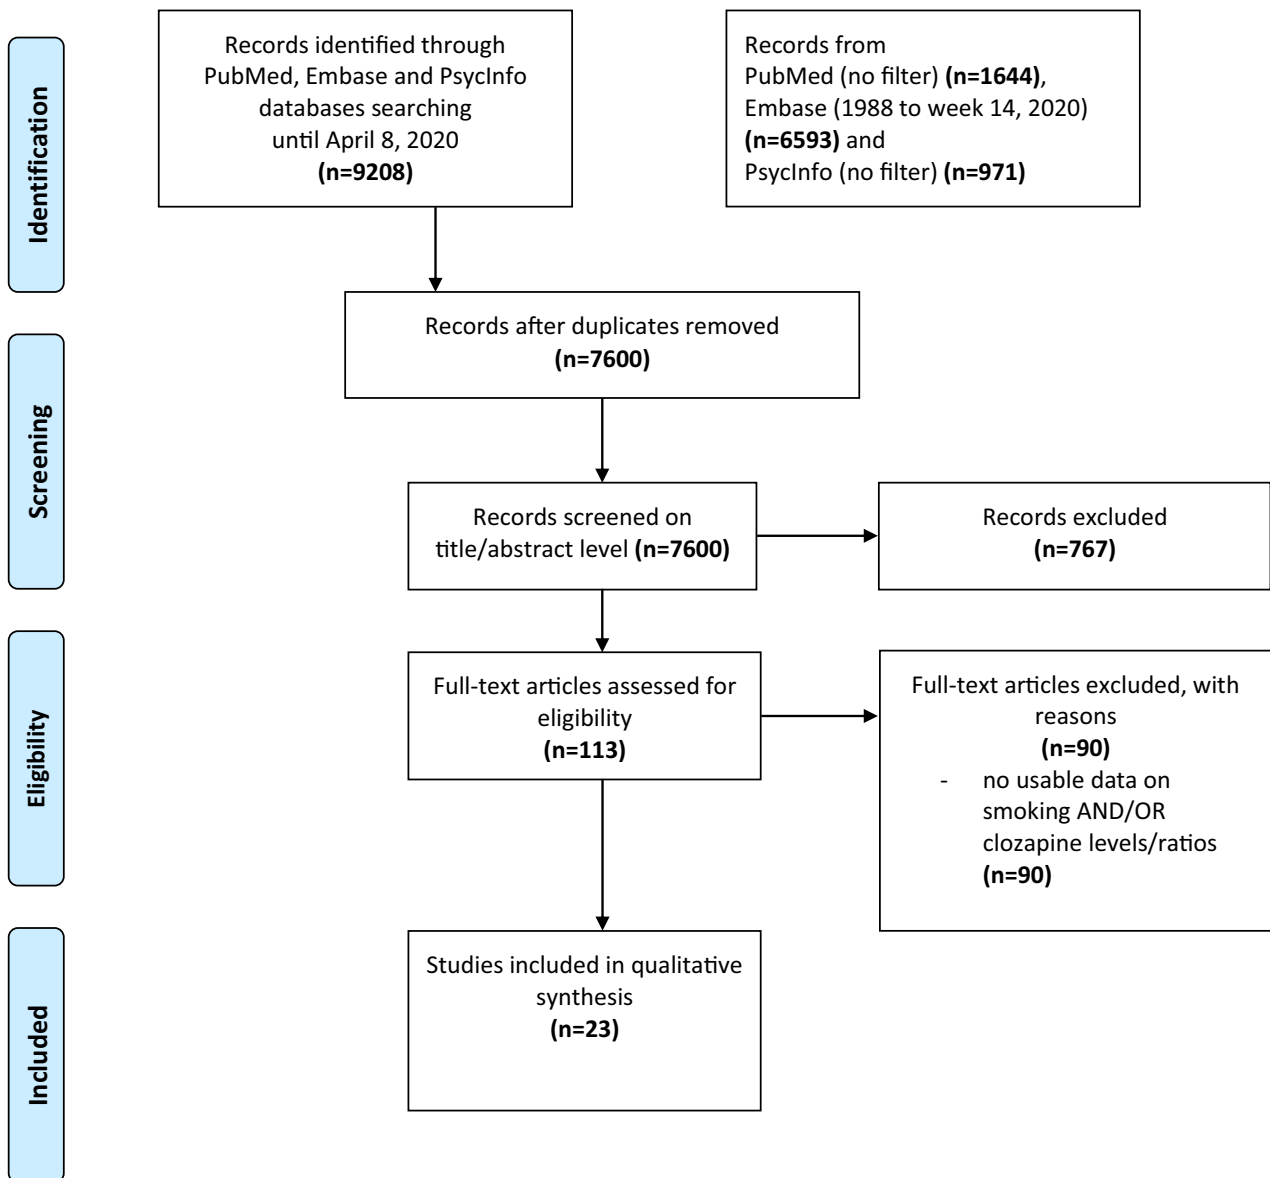 Identification
Records identified through
PubMed, Embase and PsycInfo
databases searching
until April 8, 2020
(n=9208)
Records from
PubMed (no filter) (n=1644),
Embase (1988 to week 14, 2020)
(n=6593) and
PsycInfo (no filter) (n=971)
Screening
Records after duplicates removed
(n=7600)
Records screened on
title/abstract level (n=7600)
Records excluded
(n=767)
Eligibility
Full-text articles assessed for
eligibility
(n=113)
Full-text articles excluded, with
reasons
(n=90)
- no usable data on
smoking AND/OR
clozapine levels/ratios
(n=90)
Included
Studies included in qualitative
synthesis
(n=23)